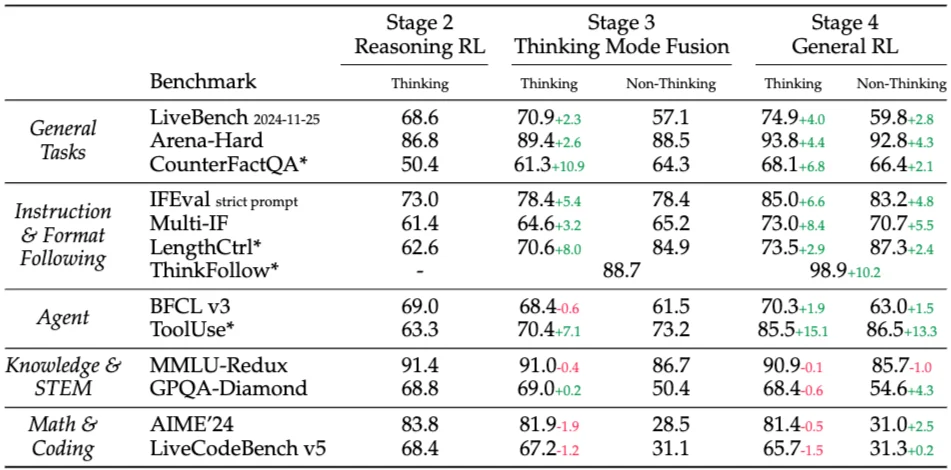 Stage 2 Stage 3 Stage 4
Reasoning RL Thinking Mode Fusion General RL
Benchmark Thinking Thinking Non-Thinking Thinking Non-Thinking
General Tasks
LiveBench 2024-11-25 68.6 70.9+2.3 57.1 74.9+4.0 59.8+2.8
Arena-Hard 86.8 89.4+2.6 88.5 93.8+4.4 92.8+4.3
CounterFactQA* 50.4 61.3+10.9 64.3 68.1+6.8 66.4+2.1
Instruction & Format Following
IFEval strict prompt 73.0 78.4+5.4 78.4 85.0+6.6 83.2+4.8
Multi-IF 61.4 64.6+3.2 65.2 73.0+8.4 70.7+5.5
LengthCtrl* 62.6 70.6+8.0 84.9 73.5+2.9 87.3+2.4
ThinkFollow* - 88.7 98.9+10.2
Agent
BFCL v3 69.0 68.4-0.6 61.5 70.3+1.9 63.0+1.5
ToolUse* 63.3 70.4+7.1 73.2 85.5+15.1 86.5+13.3
Knowledge & STEM
MMLU-Redux 91.4 91.0-0.4 86.7 90.9-0.1 85.7-1.0
GPQA-Diamond 68.8 69.0+0.2 50.4 68.4-0.6 54.6+4.3
Math & Coding
AIME'24 83.8 81.9-1.9 28.5 81.4-0.5 31.0+2.5
LiveCodeBench v5 68.4 67.2-1.2 31.1 65.7-1.5 31.3+0.2